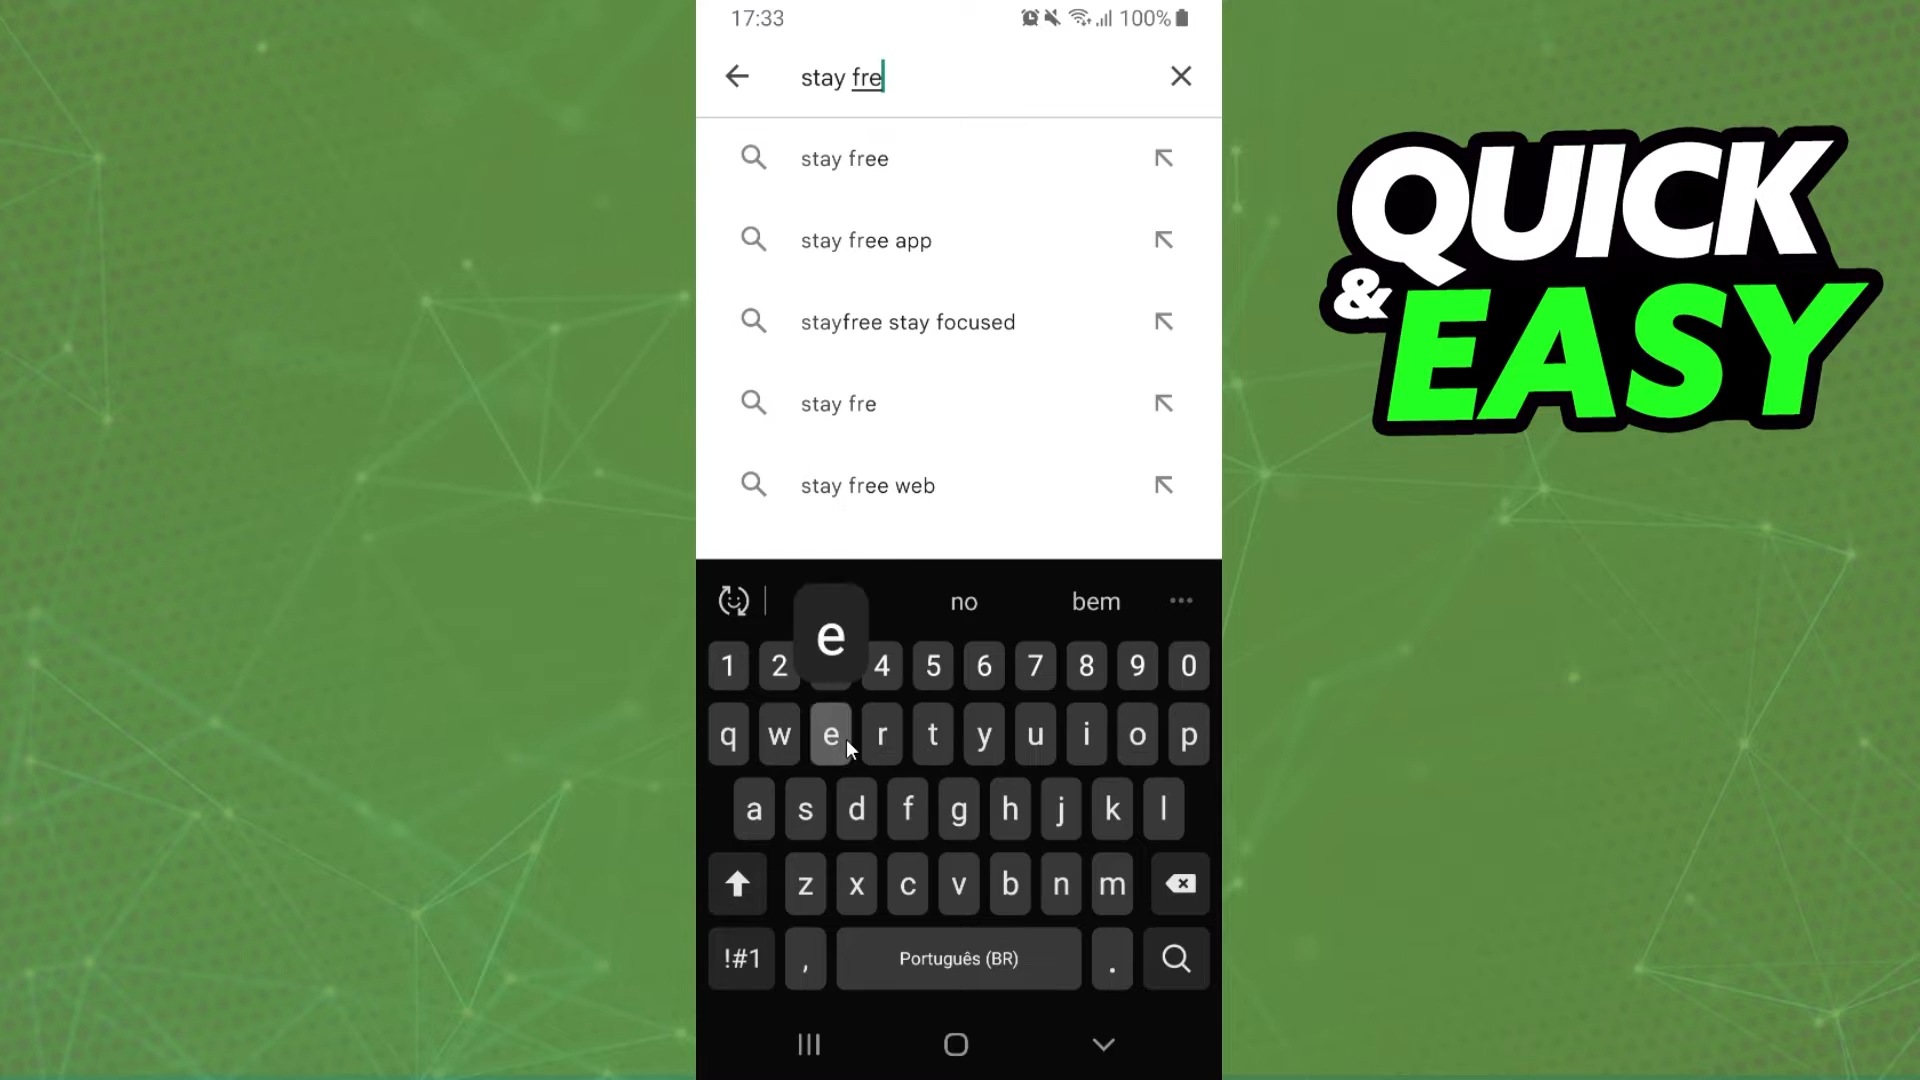 17:33
100%
stay fre
stay free
stay free app
stayfree stay focused
stay fre
stay free web
no bem
e
1 2 4 5 6 7 8 9 0
q w e r t y u i o p
a s d f g h j k l
z x c v b n m
!#1 , Português (BR) .
QUICK
&
EASY